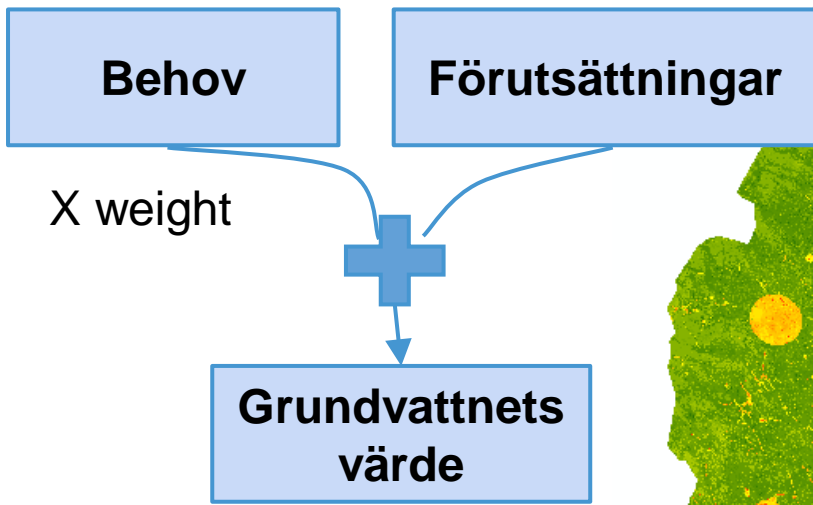 Behov
Förutsättningar
X weight
Grundvattnets
värde